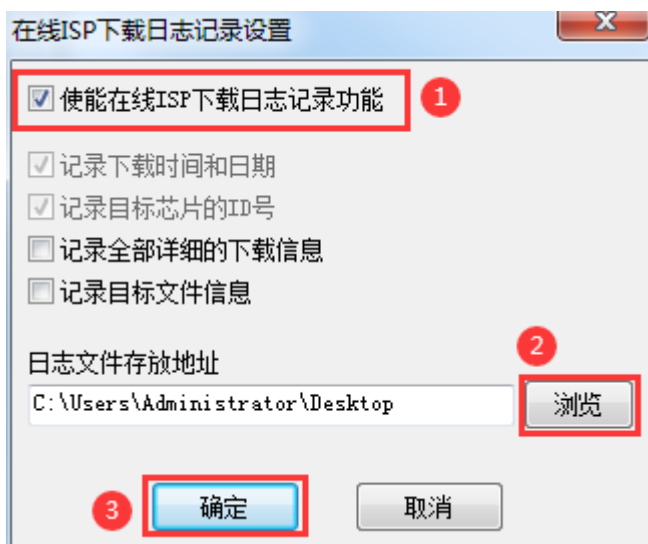 在线ISP下载日志记录设置
使能在线ISP下载日志记录功能
1
记录下载时间和日期
记录目标芯片的ID号
记录全部详细的下载信息
记录目标文件信息
日志文件存放地址
2
C:\Users\Administrator\Desktop
浏览
3
确定
取消